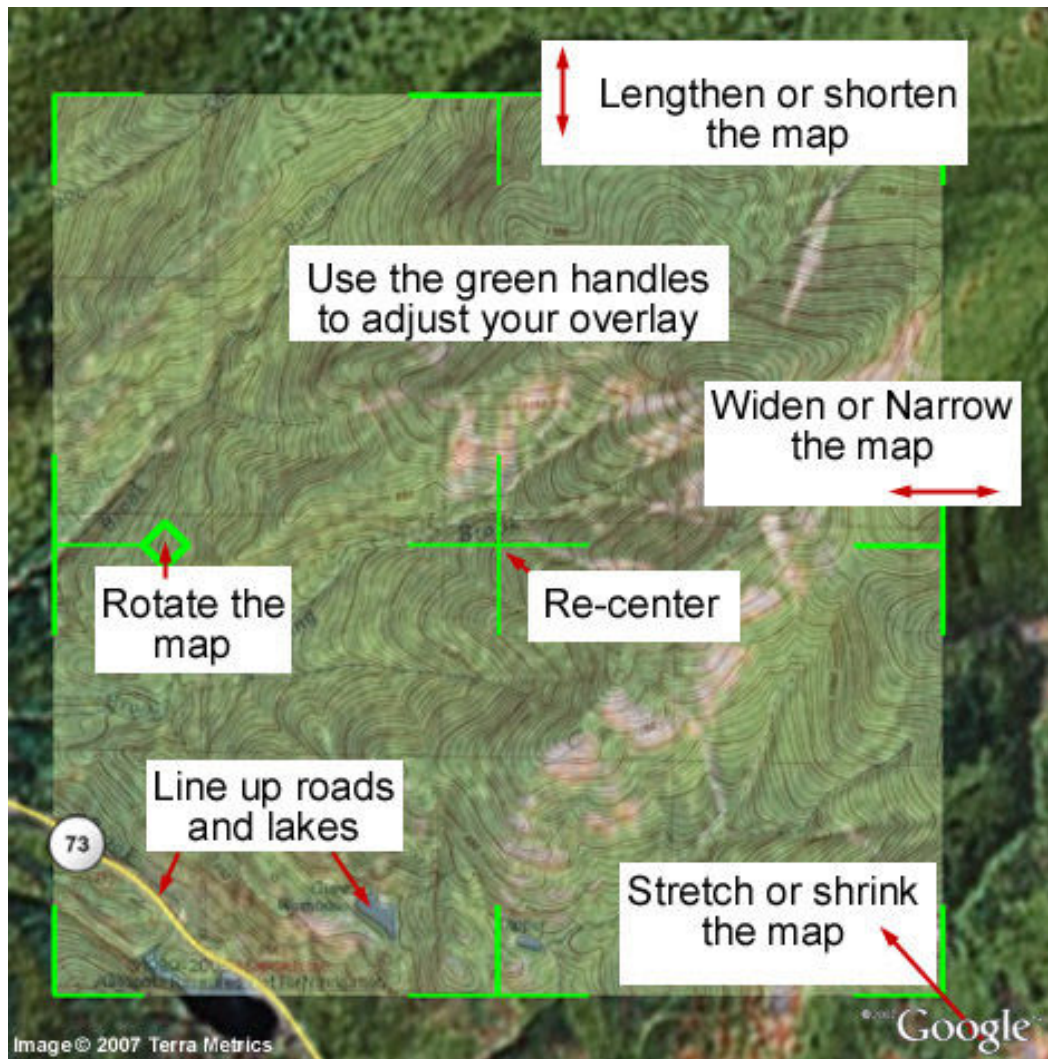 Lengthen or shorten
the map
Use the green handles
to adjust your overlay
Widen or Narrow
the map
Brook
Rotate the
map
Re-center
Line up roads
and lakes
73
Stretch or shrink
the map
Google
Image © 2007 Terra Metrics